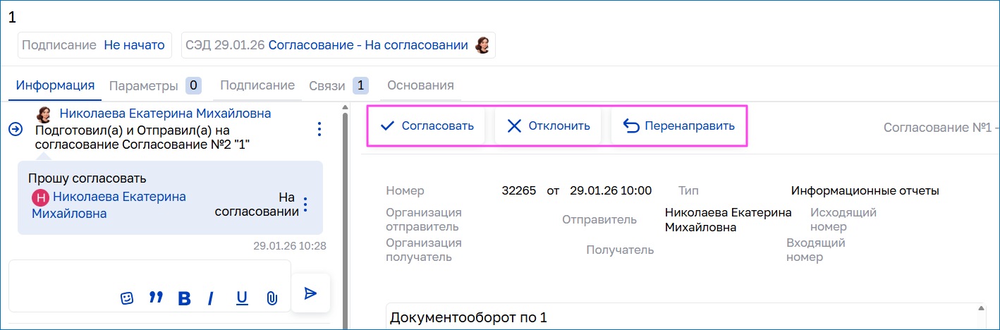 1
Подписание Не начато
СЭД 29.01.26 Согласование - На согласовании
Информация Параметры 0 Подписание Связи 1 Основания
Николаева Екатерина Михайловна
Подготовил(а) и Отправил(а) на
согласование Согласование №2 "1"
Прошу согласовать
Н Николаева Екатерина
Михайловна
На
согласовании
29.01.26 10:28
B I U
Согласовать Отклонить Перенаправить
Согласование №1 -
Номер 32265 от 29.01.26 10:00 Тип Информационные отчеты
Организация
отправитель
Отправитель
Николаева Екатерина
Михайловна
Исходящий
номер
Организация
получатель
Получатель
Входящий
номер
Документооборот по 1